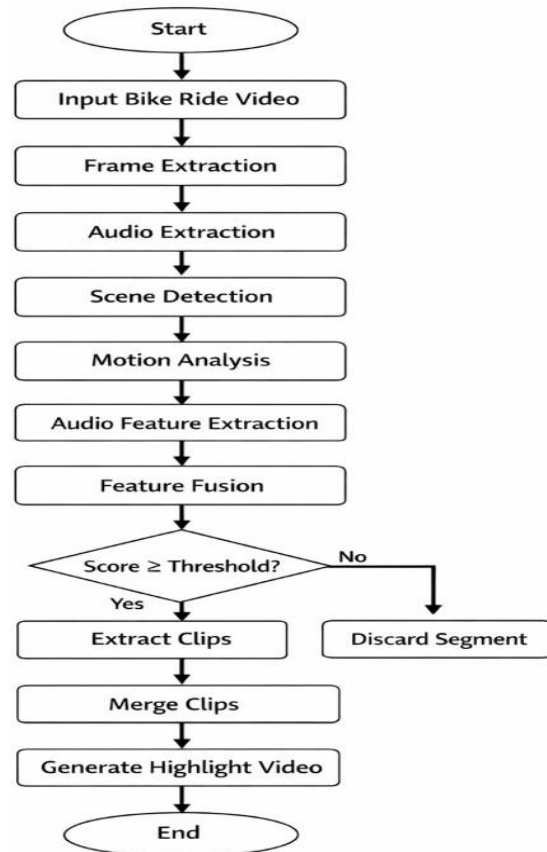 Start
Input Bike Ride Video
Frame Extraction
Audio Extraction
Scene Detection
Motion Analysis
Audio Feature Extraction
Feature Fusion
Score ≥ Threshold?
No
Yes
Extract Clips
Discard Segment
Merge Clips
Generate Highlight Video
End